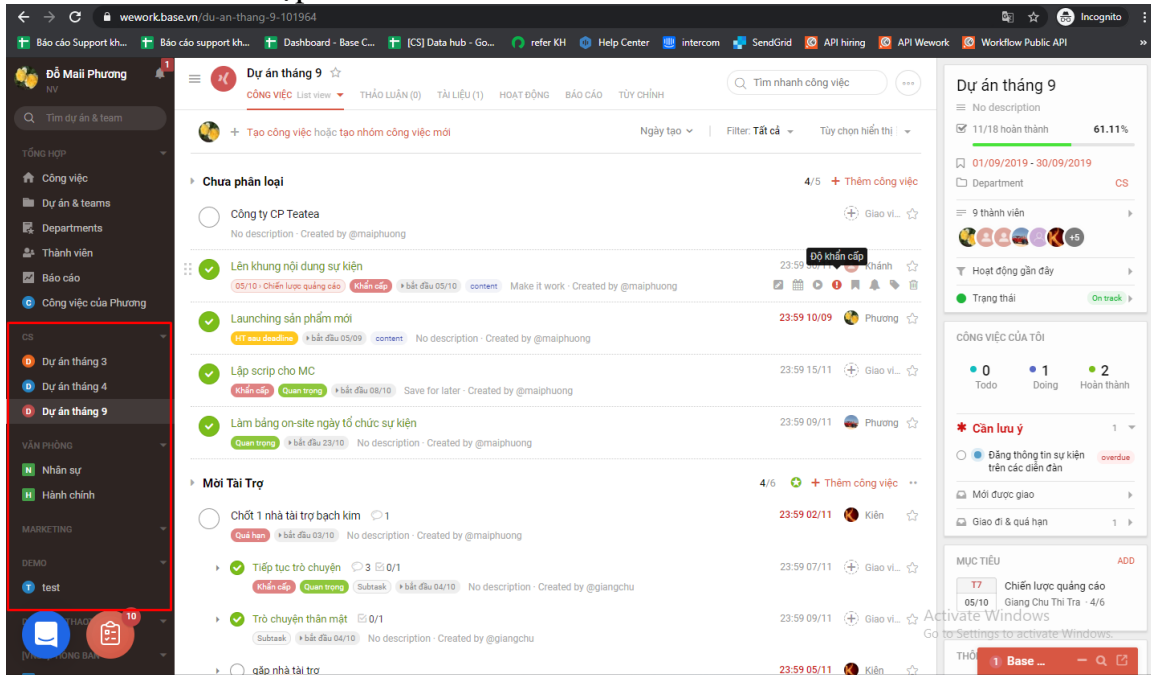 wework.base.vn/du-an-thang-9-101964
Incognito
Báo cáo Support kh...
Báo cáo support kh...
Dashboard - Base C...
[CS] Data hub - Go...
refer KH
Help Center
intercom
SendGrid
API hiring
API Wework
Workflow Public API
»
Đỗ Maii Phương
NV
1
Tìm dự án & team
TỔNG HỢP
Công việc
Dự án & teams
Departments
Thành viên
Báo cáo
C Công việc của Phương
CS
D Dự án tháng 3
D Dự án tháng 4
D Dự án tháng 9
VĂN PHÒNG
N Nhân sự
H Hành chính
MARKETING
DEMO
T test
10
Dự án tháng 9
CÔNG VIỆC List view
THẢO LUẬN (0)
TÀI LIỆU (1)
HOẠT ĐỘNG
BÁO CÁO
TÙY CHỈNH
Tìm nhanh công việc
+ Tạo công việc hoặc tạo nhóm công việc mới
Ngày tạo
Filter: Tất cả
Tùy chọn hiển thị
Chưa phân loại
4/5 + Thêm công việc
Công ty CP Teatea
Giao vi...
No description · Created by @maiphuong
Độ khẩn cấp
Lên khung nội dung sự kiện
23:59 30/11 Khánh
05/10 › Chiến lược quảng cáo Khẩn cấp bắt đầu 05/10 content Make it work · Created by @maiphuong
Launching sản phẩm mới
23:59 10/09 Phương
HT sau deadline bắt đầu 05/09 content No description · Created by @maiphuong
Lập scrip cho MC
23:59 15/11 Giao vi...
Khẩn cấp Quan trọng bắt đầu 08/10 Save for later · Created by @maiphuong
Làm bảng on-site ngày tổ chức sự kiện
23:59 09/11 Phương
Quan trọng bắt đầu 23/10 No description · Created by @maiphuong
Mời Tài Trợ
4/6 + Thêm công việc
Chốt 1 nhà tài trợ bạch kim 1
23:59 02/11 Kiên
Quá hạn bắt đầu 03/10 No description · Created by @maiphuong
Tiếp tục trò chuyện 3 0/1
23:59 07/11 Giao vi...
Khẩn cấp Quan trọng Subtask bắt đầu 04/10 No description · Created by @giangchu
Trò chuyện thân mật 0/1
23:59 09/11 Giao vi...
Subtask bắt đầu 04/10 No description · Created by @giangchu
gặp nhà tài trợ
23:59 05/11 Kiên
Dự án tháng 9
No description
11/18 hoàn thành 61.11%
01/09/2019 - 30/09/2019
Department CS
9 thành viên
+5
Hoạt động gần đây
Trạng thái On track
CÔNG VIỆC CỦA TÔI
0 1 2
Todo Doing Hoàn thành
Cần lưu ý 1
Đăng thông tin sự kiện overdue
trên các diễn đàn
Mới được giao
Giao đi & quá hạn 1
MỤC TIÊU ADD
T7 Chiến lược quảng cáo
05/10 Giang Chu Thi Tra · 4/6
Activate Windows
Go to Settings to activate Windows.
1 Base ...